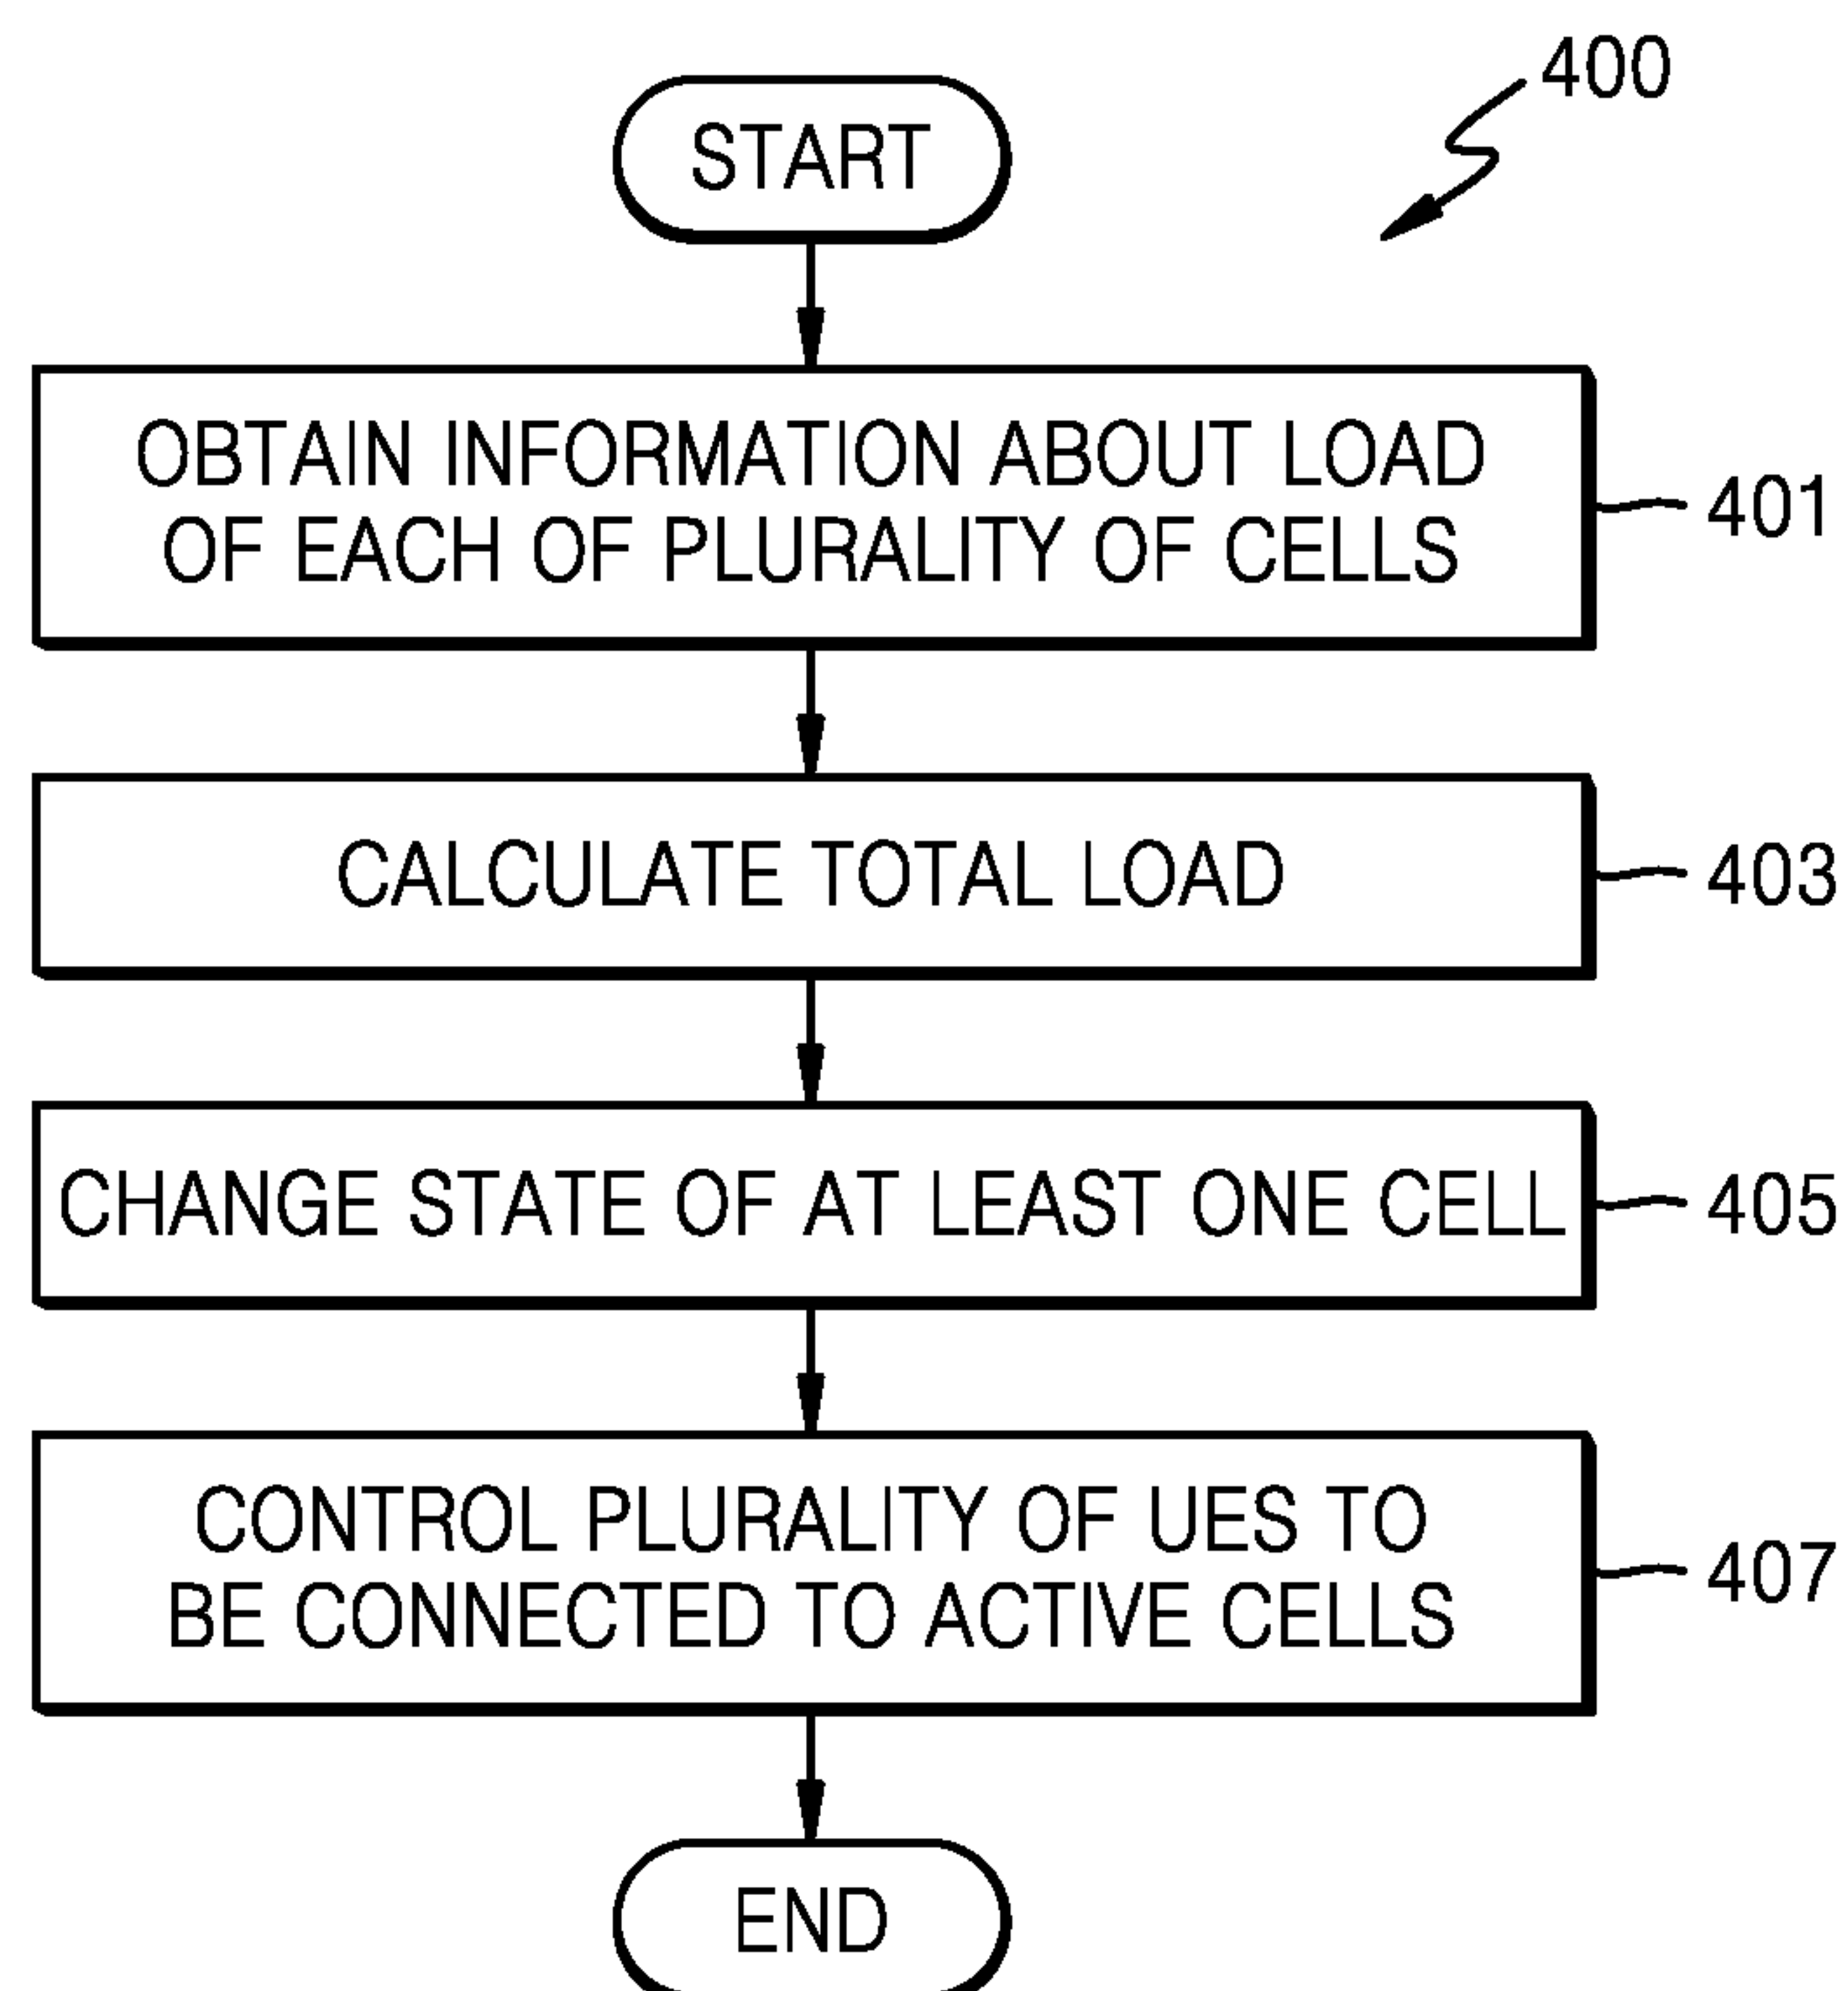 400
START
OBTAIN INFORMATION ABOUT LOAD
OF EACH OF PLURALITY OF CELLS
401
CALCULATE TOTAL LOAD
403
CHANGE STATE OF AT LEAST ONE CELL
405
CONTROL PLURALITY OF UES TO
BE CONNECTED TO ACTIVE CELLS
407
END